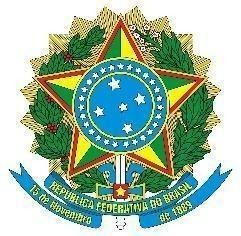 REPÚBLICA FEDERATIVA DO BRASIL
15 de Novembro de 1889